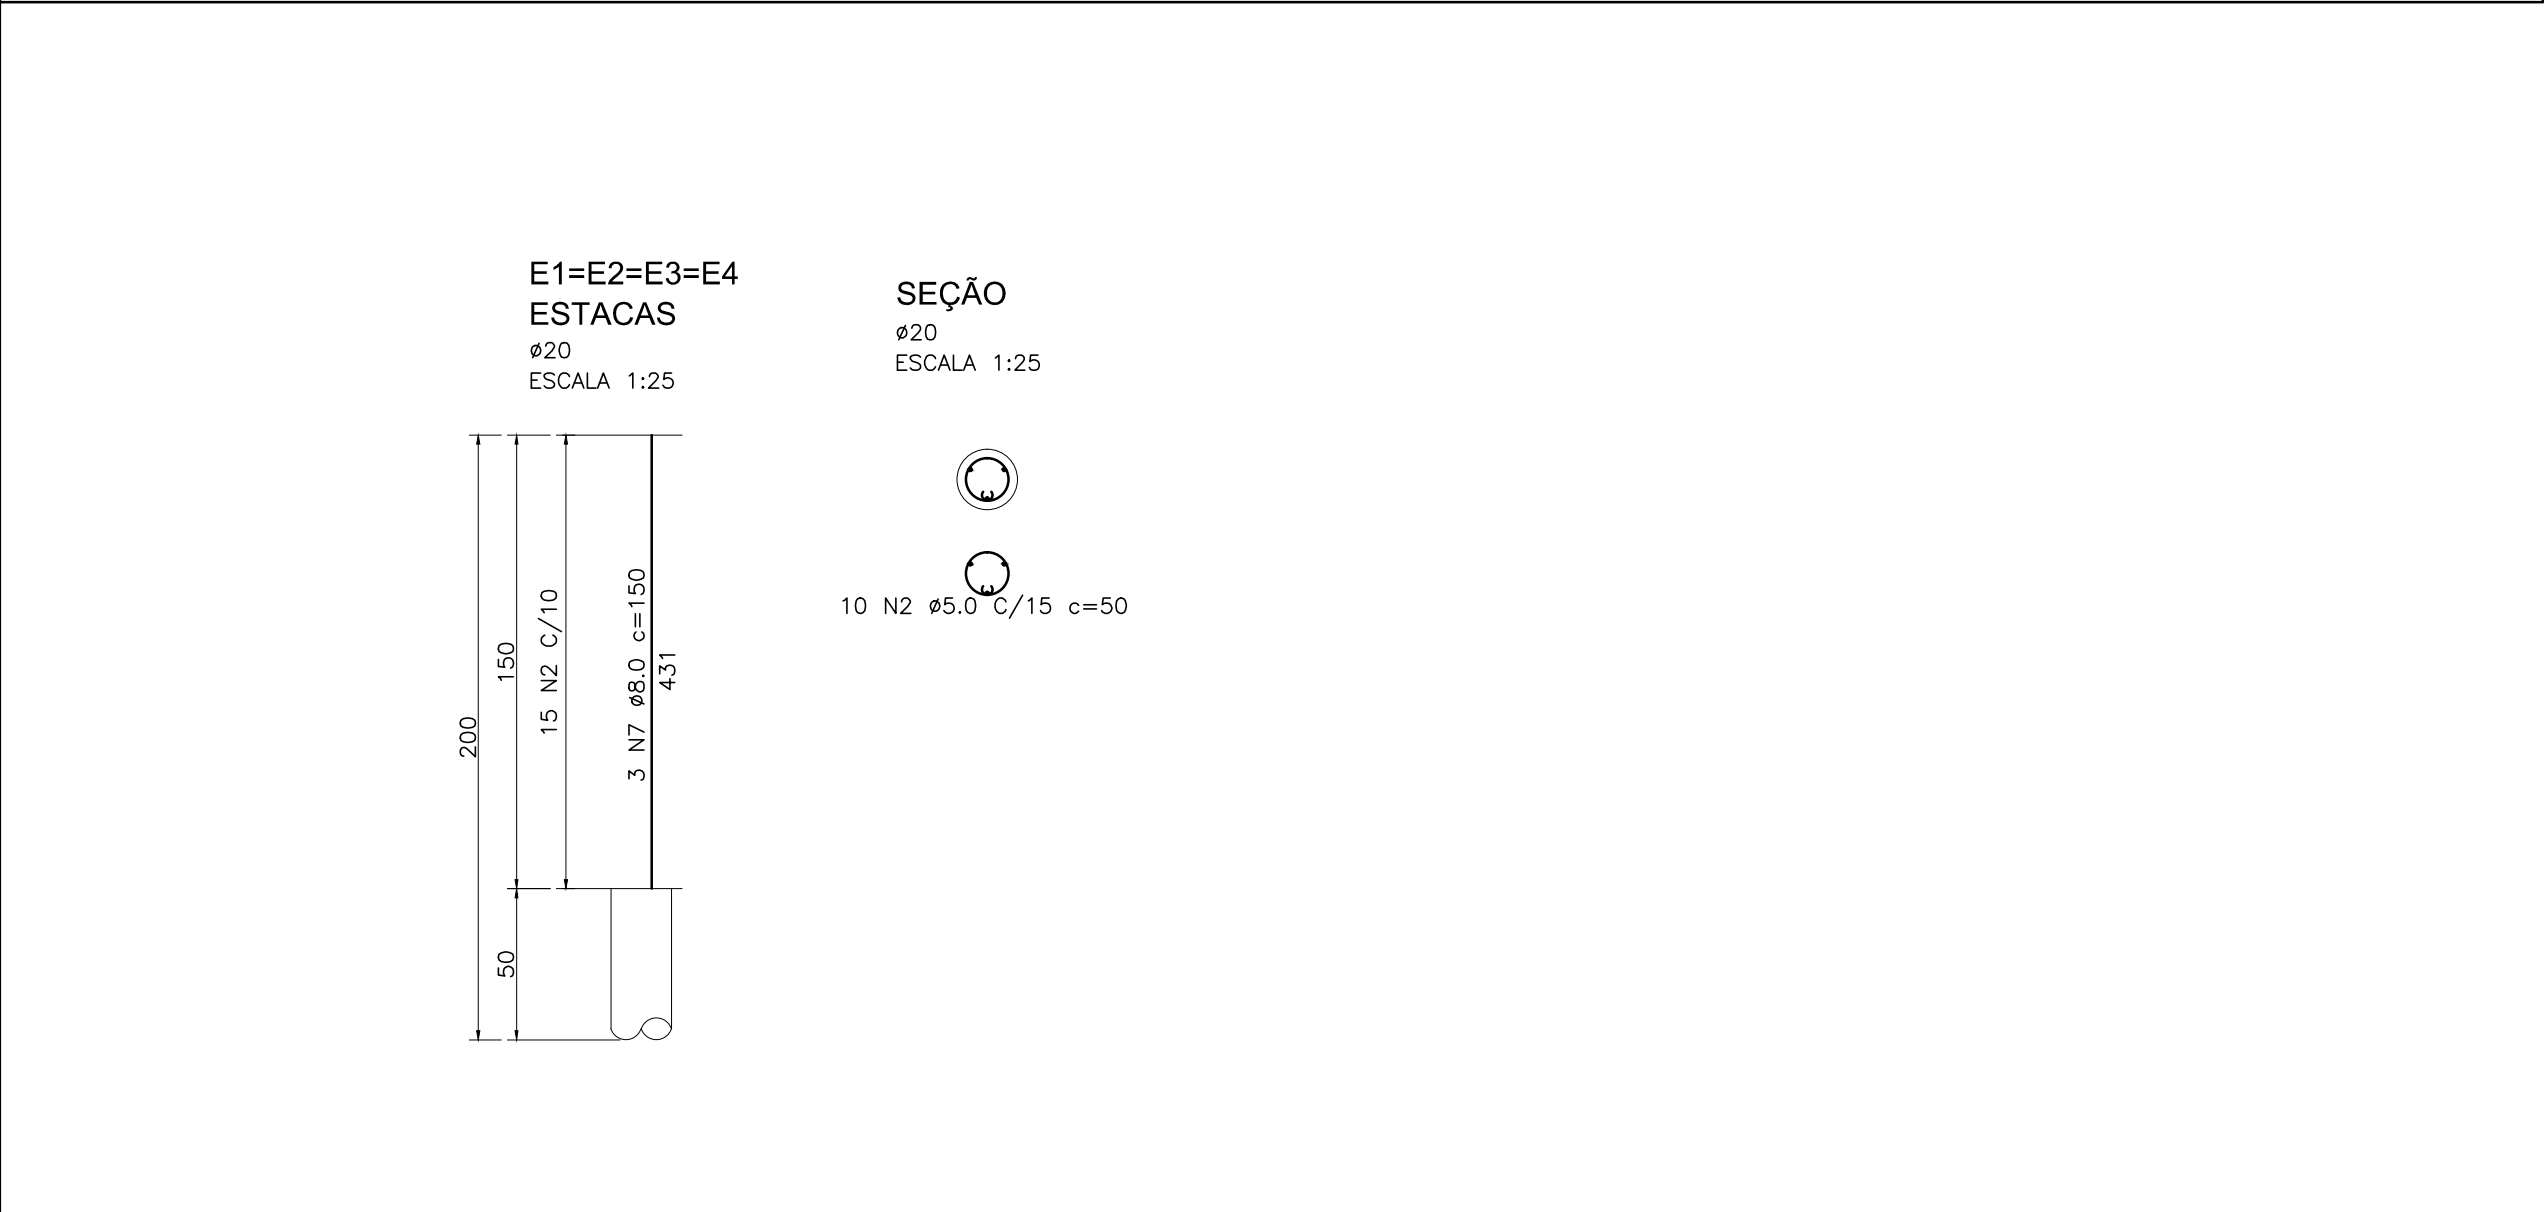 E1=E2=E3=E4
ESTACAS
ø20
ESCALA 1:25
SEÇÃO
ø20
ESCALA 1:25
200
150
50
15 N2 C/10
3 N7 ø8.0 c=150
431
10 N2 ø5.0 C/15 c=50